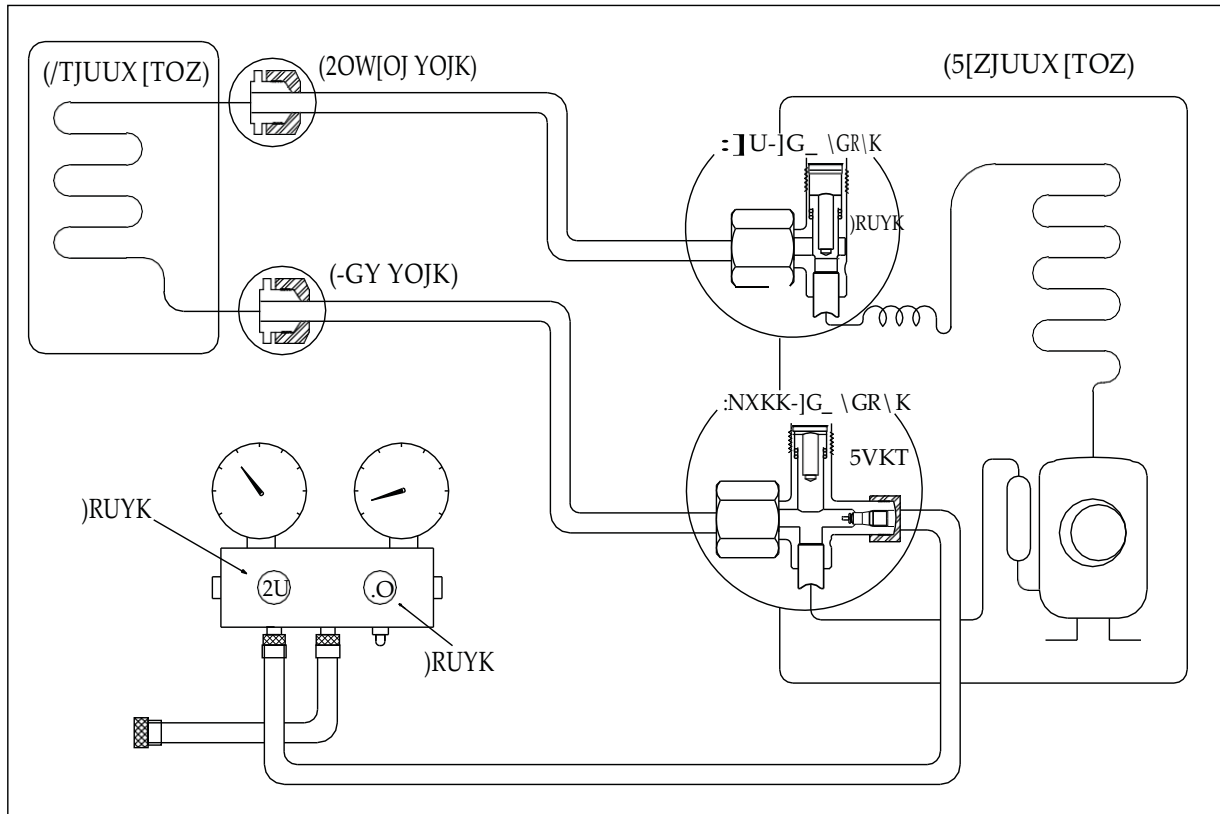 (/TJUUX [TOZ)
(2OW[OJ YOJK)
(5[ZJUUX [TOZ)
:]U-]G_ \GR\K
)RUYK
(-GY YOJK)
:NXKK-]G_ \GR\K
5VKT
)RUYK
2U
.O
)RUYK